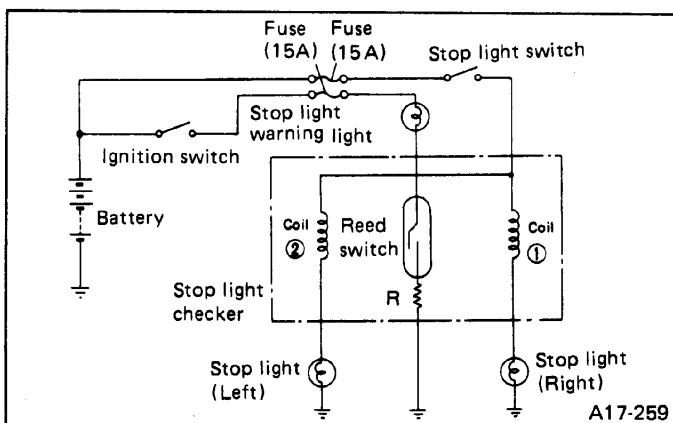 Fuse Fuse
(15A) (15A)
Stop light switch
Stop light
warning light
Ignition switch
Battery
Coil
②
Reed
switch
Coil
①
R
Stop light
checker
Stop light
(Left)
Stop light
(Right)
A17-259